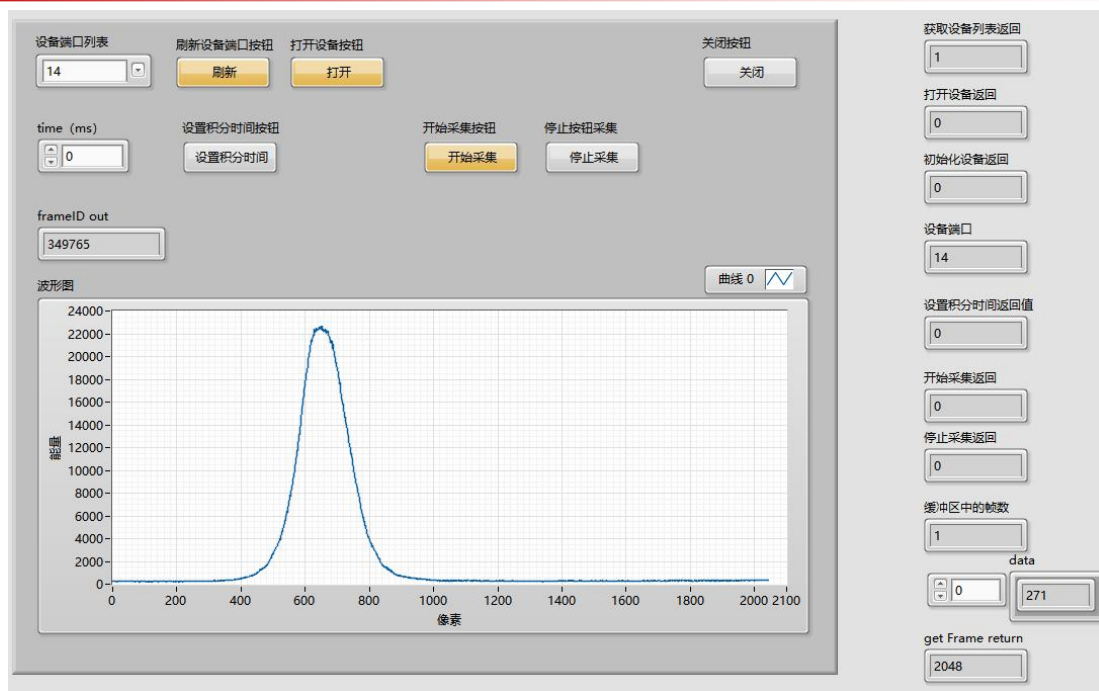 设备端口列表
14
刷新设备端口按钮
刷新
打开设备按钮
打开
关闭按钮
关闭
time (ms)
0
设置积分时间按钮
设置积分时间
开始采集按钮
开始采集
停止按钮采集
停止采集
frameID out
349765
波形图
曲线 0
24000
22000
20000
18000
16000
14000
12000
10000
8000
6000
4000
2000
0
能量
0 200 400 600 800 1000 1200 1400 1600 1800 2000 2100
像素
获取设备列表返回
1
打开设备返回
0
初始化设备返回
0
设备端口
14
设置积分时间返回值
0
开始采集返回
0
停止采集返回
0
缓冲区中的帧数
1
data
0
271
get Frame return
2048